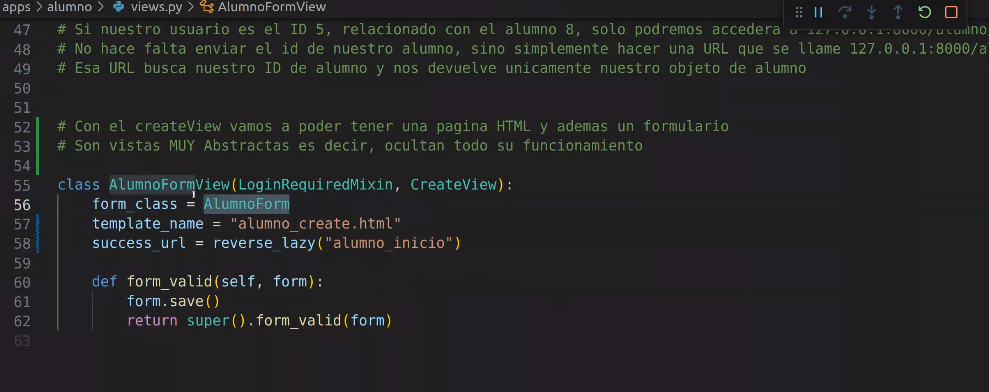 apps > alumno > views.py > AlumnoFormView
47 # Si nuestro usuario es el ID 5, relacionado con el alumno 8, solo podremos acceder a 127.0.0.1:8000/alumno,
48 # No hace falta enviar el id de nuestro alumno, sino simplemente hacer una URL que se llame 127.0.0.1:8000/a
49 # Esa URL busca nuestro ID de alumno y nos devuelve unicamente nuestro objeto de alumno
50
51
52 # Con el createView vamos a poder tener una pagina HTML y ademas un formulario
53 # Son vistas MUY Abstractas es decir, ocultan todo su funcionamiento
54
55 class AlumnoFormView(LoginRequiredMixin, CreateView):
56 form_class = AlumnoForm
57 template_name = "alumno_create.html"
58 success_url = reverse_lazy("alumno_inicio")
59
60 def form_valid(self, form):
61 form.save()
62 return super().form_valid(form)
63